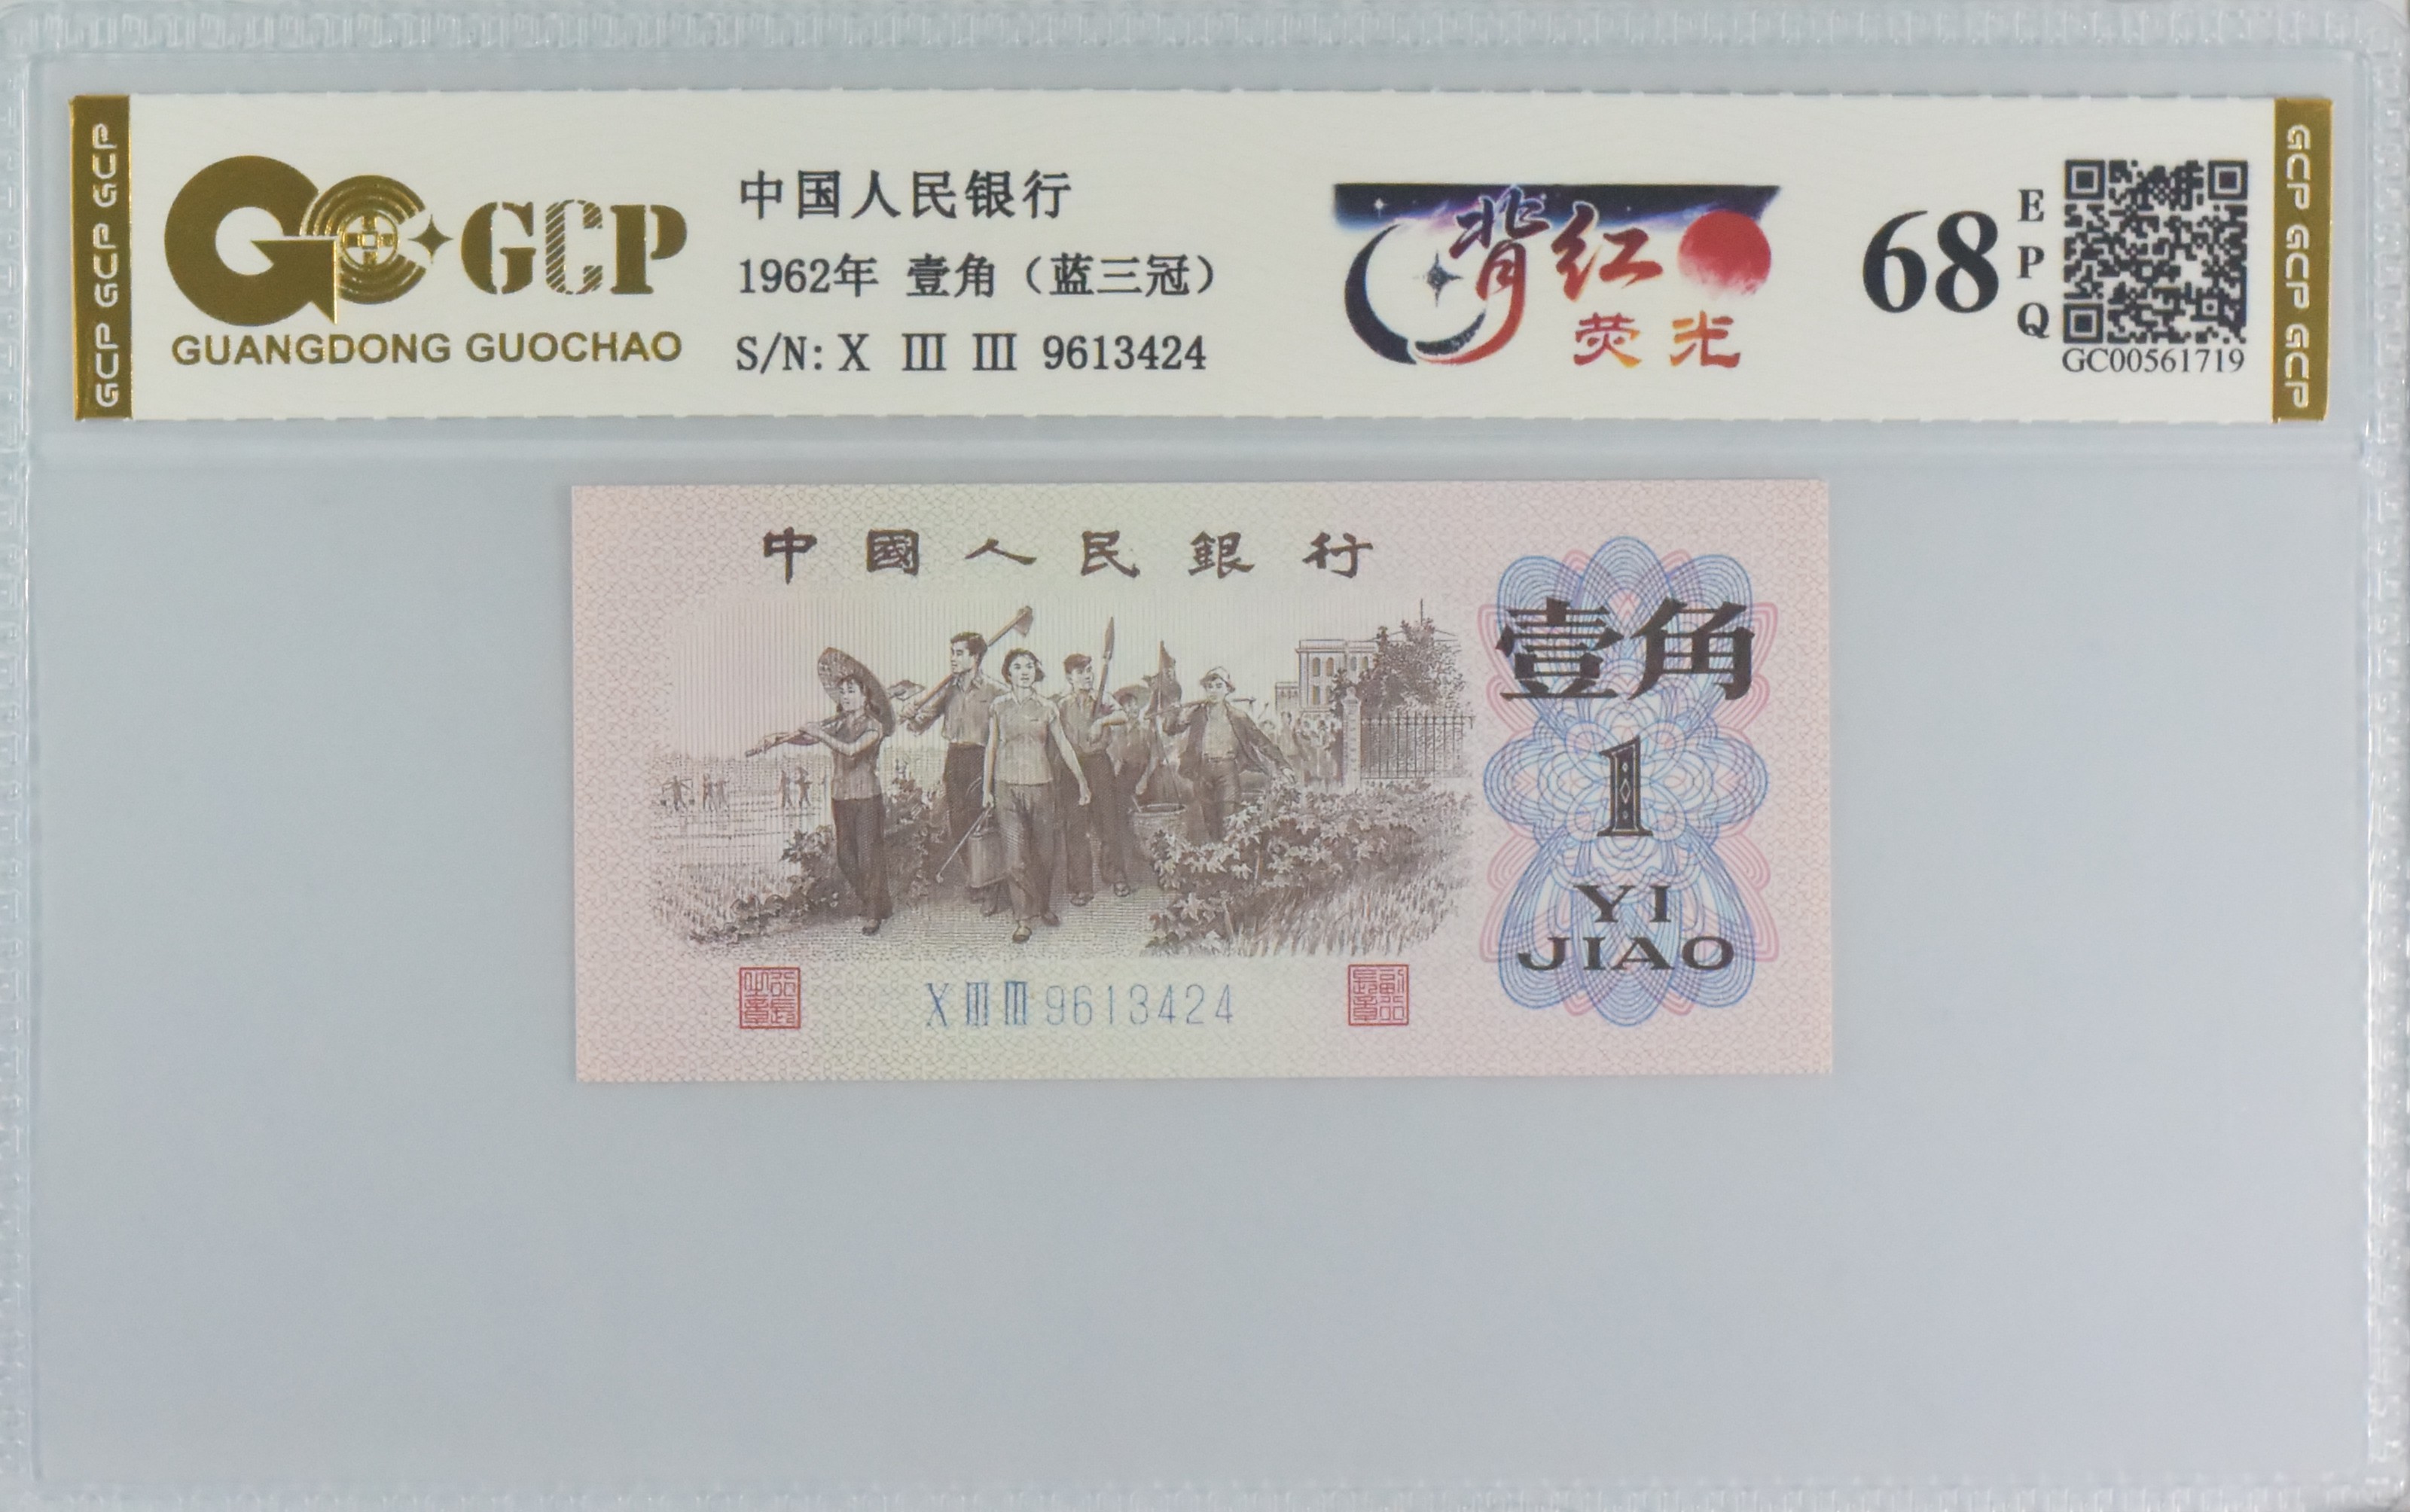 GCP GCP GCP
GCP
GUANGDONG GUOCHAO
中国人民银行
1962年 壹角（蓝三冠）
S/N: X III III 9613424
背红
荧光
68
EPQ
GC00561719
GCP GCP GCP
中國人民銀行
壹角
1
YI
JIAO
X III III 9613424